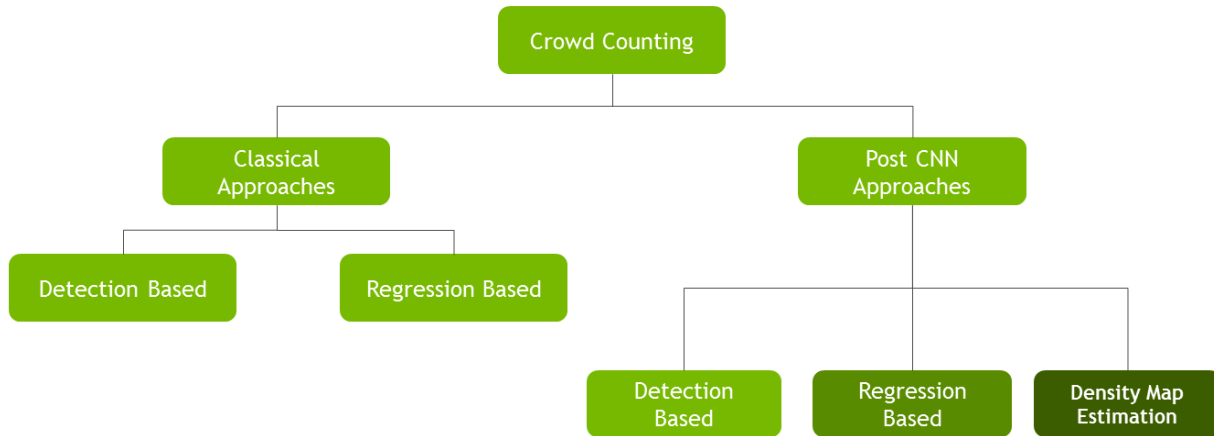 Crowd Counting
Classical
Approaches
Post CNN
Approaches
Detection Based
Regression Based
Detection
Based
Regression
Based
Density Map
Estimation